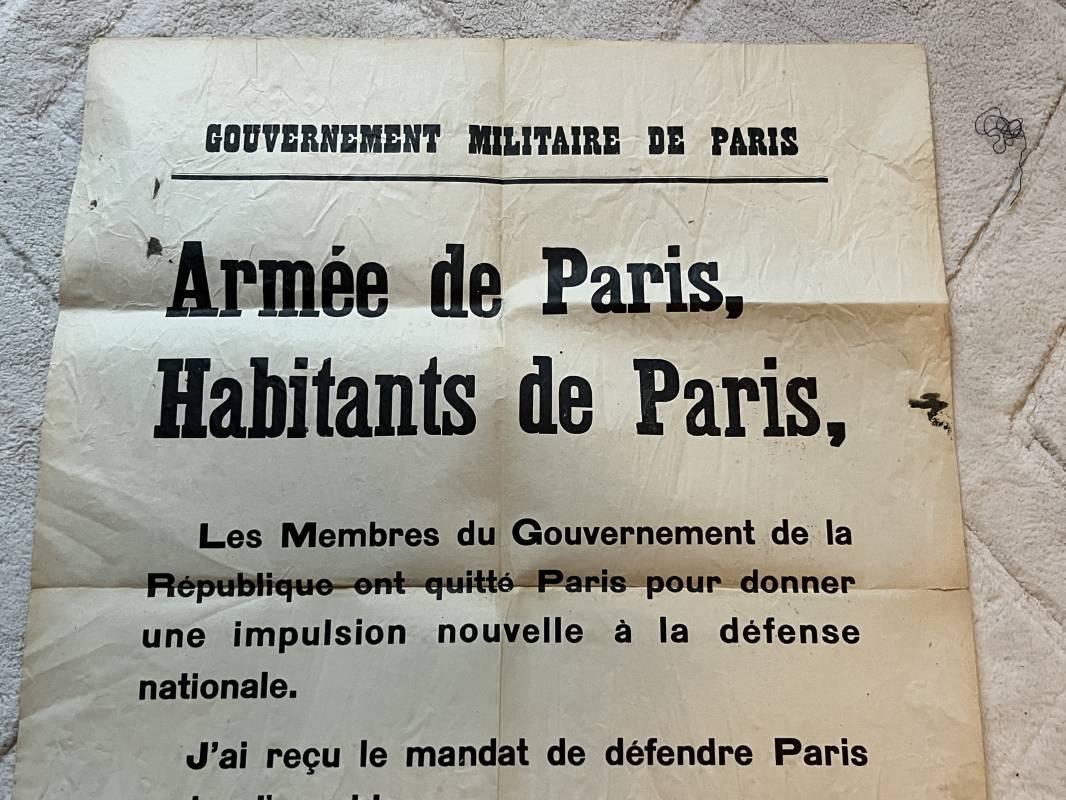 GOUVERNEMENT MILITAIRE DE PARIS
Armée de Paris,
Habitants de Paris,
Les Membres du Gouvernement de la
République ont quitté Paris pour donner
une impulsion nouvelle à la défense
nationale.
J'ai reçu le mandat de défendre Paris